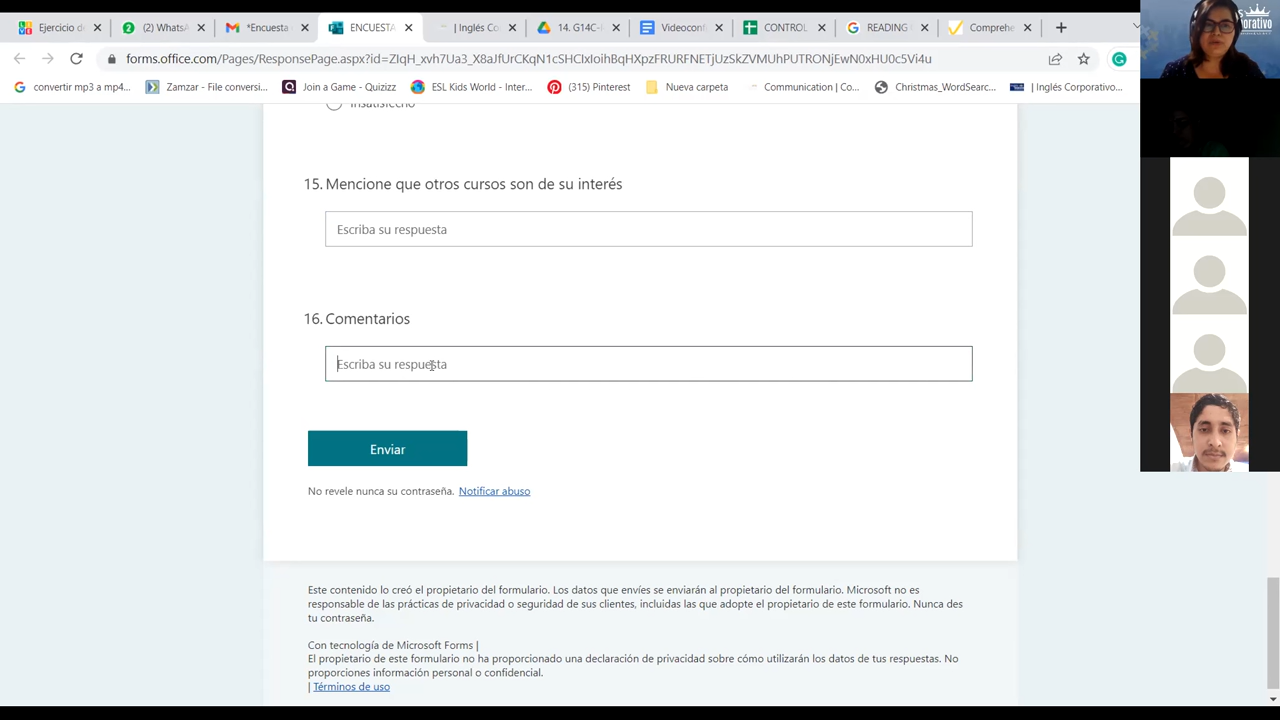 Ejercicio de
(2) WhatsA
*Encuesta
ENCUESTA
| Inglés Co
14_G14C-
Videoconf
CONTROL
READING
Comprehe
forms.office.com/Pages/ResponsePage.aspx?id=
convertir mp3 a mp4...
Zamzar - File conversi...
Join a Game - Quizizz
ESL Kids World - Inter...
(315) Pinterest
Nueva carpeta
Communication | Co...
Christmas_WordSearc...
| Inglés Corporativo...
Insatisfecho
15. Mencione que otros cursos son de su interés
Escriba su respuesta
16. Comentarios
Escriba su respuesta
Enviar
No revele nunca su contraseña. Notificar abuso
Este contenido lo creó el propietario del formulario. Los datos que envíes se enviarán al propietario del formulario. Microsoft no es
responsable de las prácticas de privacidad o seguridad de sus clientes, incluidas las que adopte el propietario de este formulario. Nunca des
tu contraseña.
Con tecnología de Microsoft Forms |
El propietario de este formulario no ha proporcionado una declaración de privacidad sobre cómo utilizarán los datos de tus respuestas. No
proporciones información personal o confidencial.
| Términos de uso